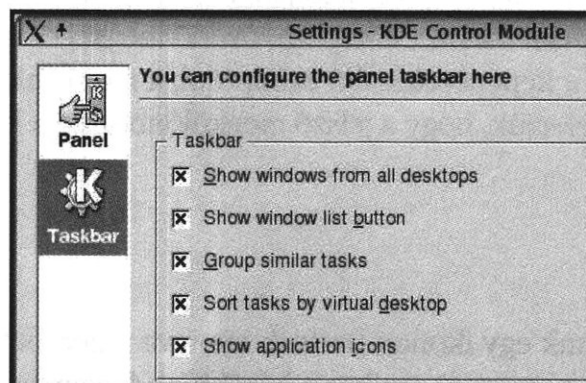 Settings - KDE Control Module
You can configure the panel taskbar here
Panel
Taskbar
Taskbar
Show windows from all desktops
Show window list button
Group similar tasks
Sort tasks by virtual desktop
Show application icons